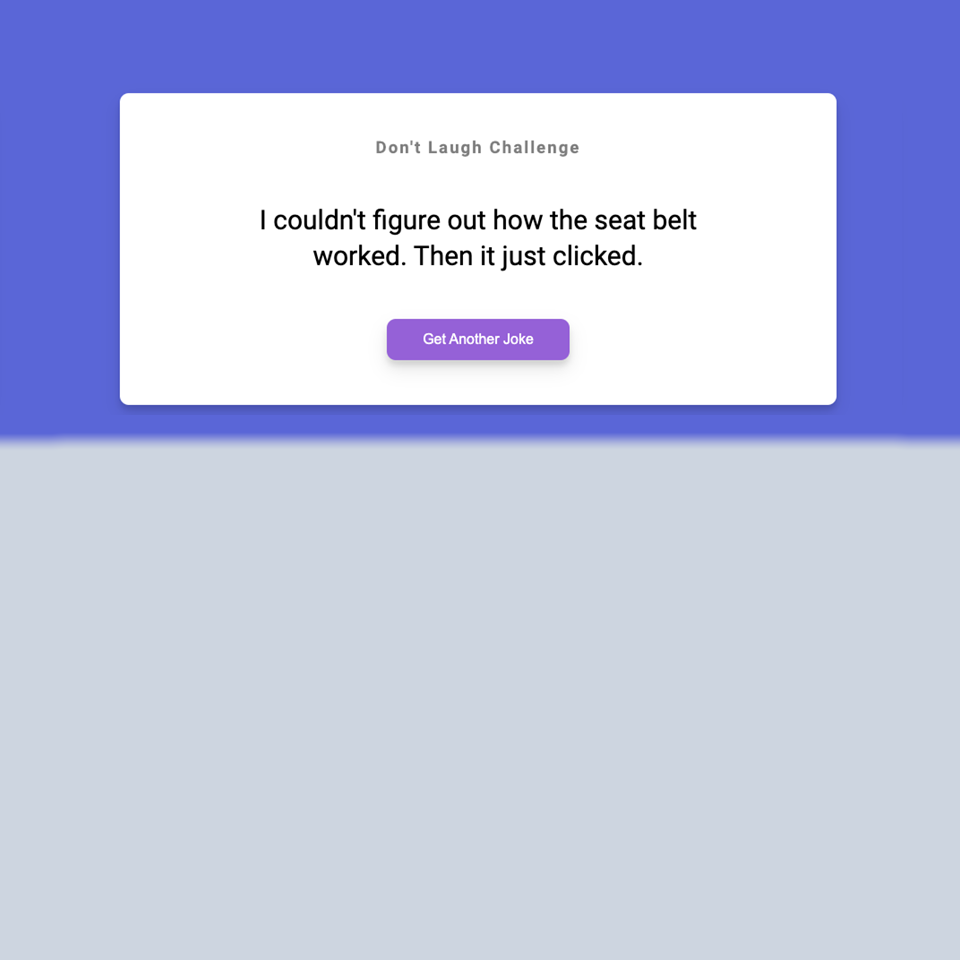 Don't Laugh Challenge
I couldn't figure out how the seat belt
worked. Then it just clicked.
Get Another Joke